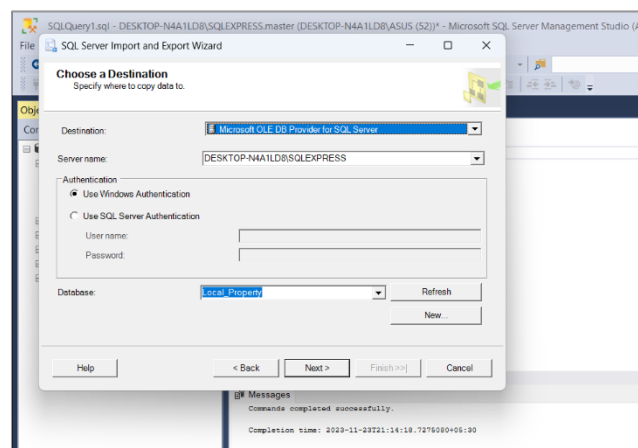 SQLQuery1.sql - DESKTOP-N4A1LD8\SQLEXPRESS.master (DESKTOP-N4A1LD8\ASUS (52))* - Microsoft SQL Server Management Studio (A
File
SQL Server Import and Export Wizard
Choose a Destination
Specify where to copy data to.
Obje
Cor
Destination:
Microsoft OLE DB Provider for SQL Server
Server name:
DESKTOP-N4A1LD8\SQLEXPRESS
Authentication
Use Windows Authentication
Use SQL Server Authentication
User name:
Password:
Database:
Local_Property
Refresh
New...
Help
< Back
Next >
Finish >>|
Cancel
Messages
Commands completed successfully.
Completion time: 2023-11-23T21:14:18.7275080+05:30